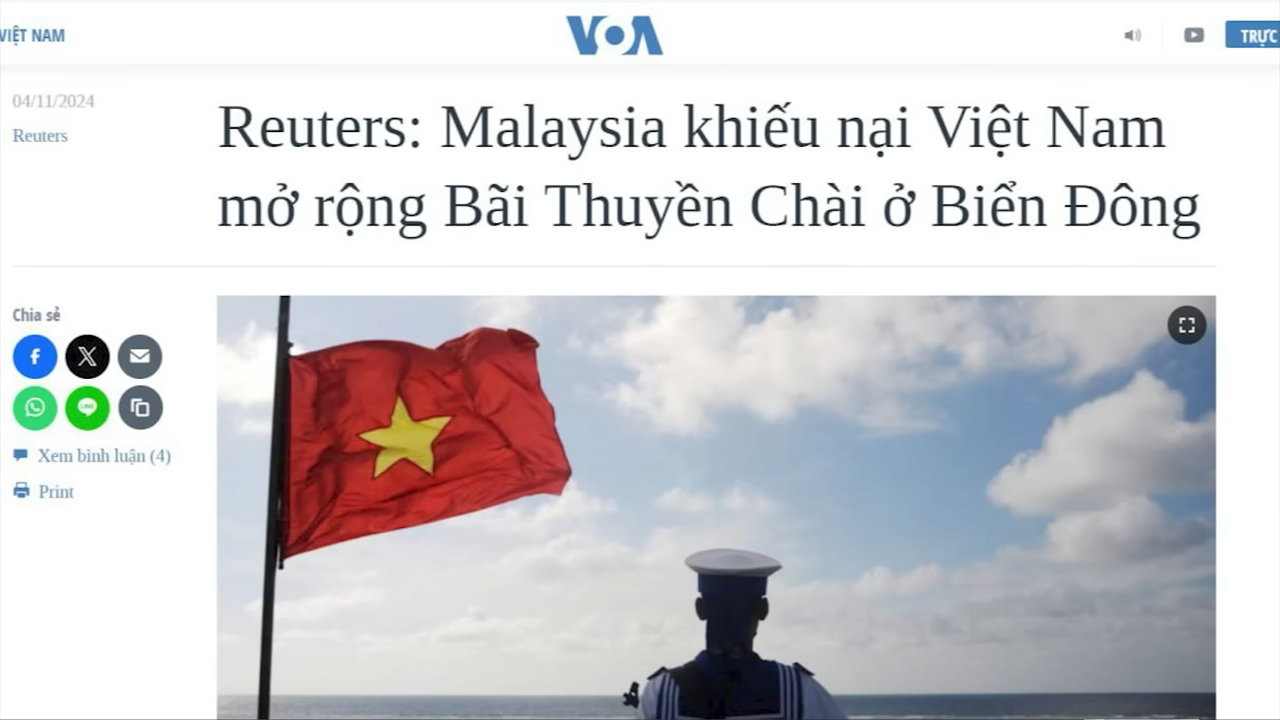 VIỆT NAM
VOA
TRỰC
04/11/2024
Reuters
Reuters: Malaysia khiếu nại Việt Nam
mở rộng Bãi Thuyền Chài ở Biển Đông
Chia sẻ
LINE
Xem bình luận (4)
Print